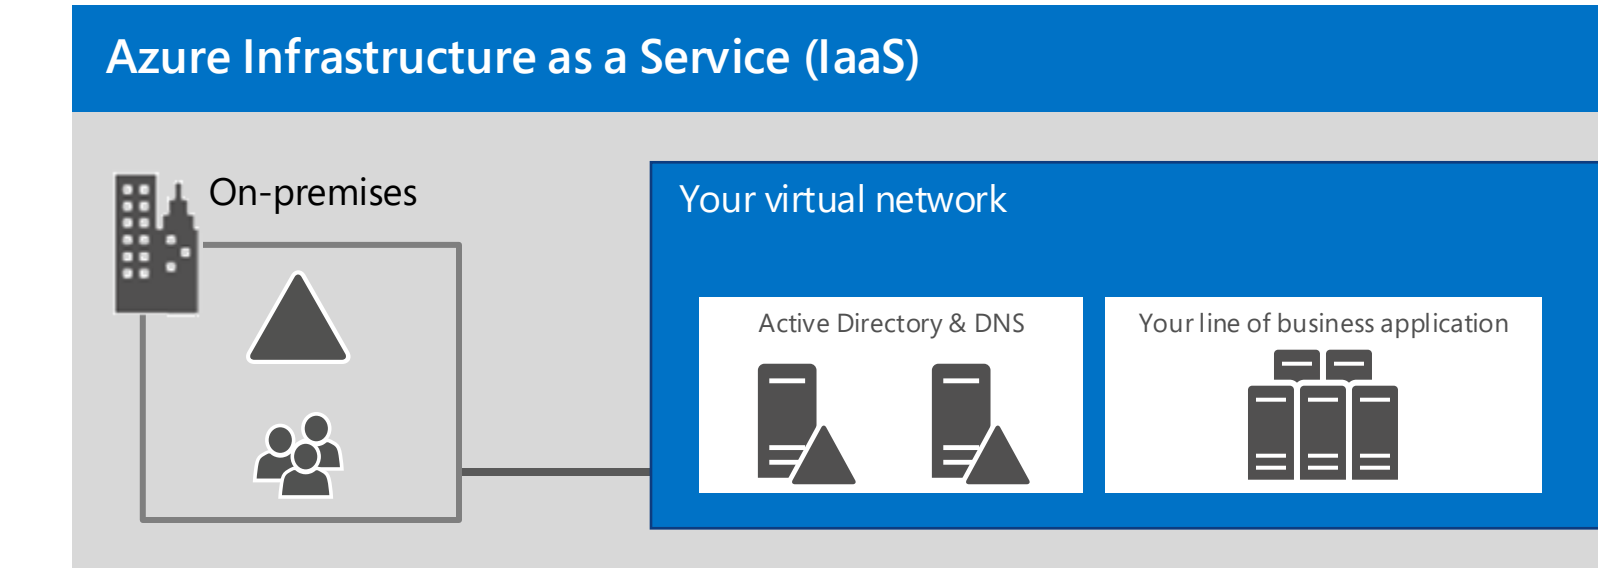 Azure Infrastructure as a Service (IaaS)
On-premises
Your virtual network
Active Directory & DNS
Your line of business application